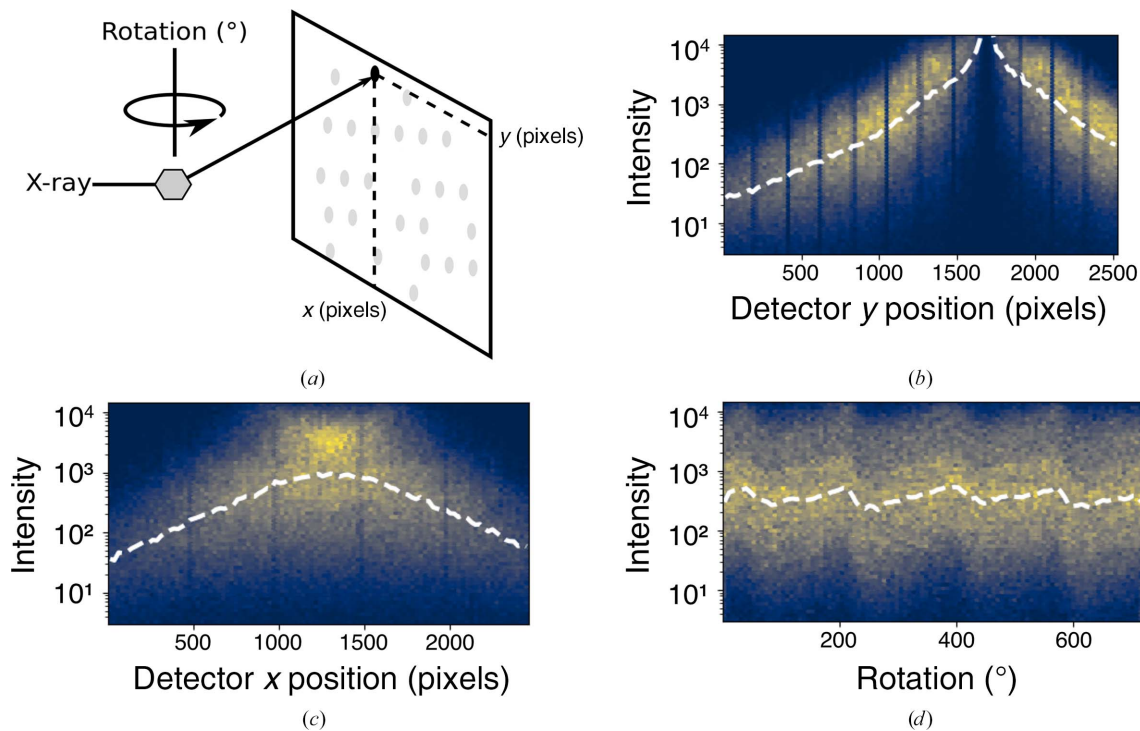 Rotation (°)
X-ray
y (pixels)
x (pixels)
(a)
Intensity
10⁴
10³
10²
10¹
500
1000
1500
2000
2500
Detector y position (pixels)
(b)
Intensity
10⁴
10³
10²
10¹
500
1000
1500
2000
Detector x position (pixels)
(c)
Intensity
10⁴
10³
10²
10¹
200
400
600
Rotation (°)
(d)